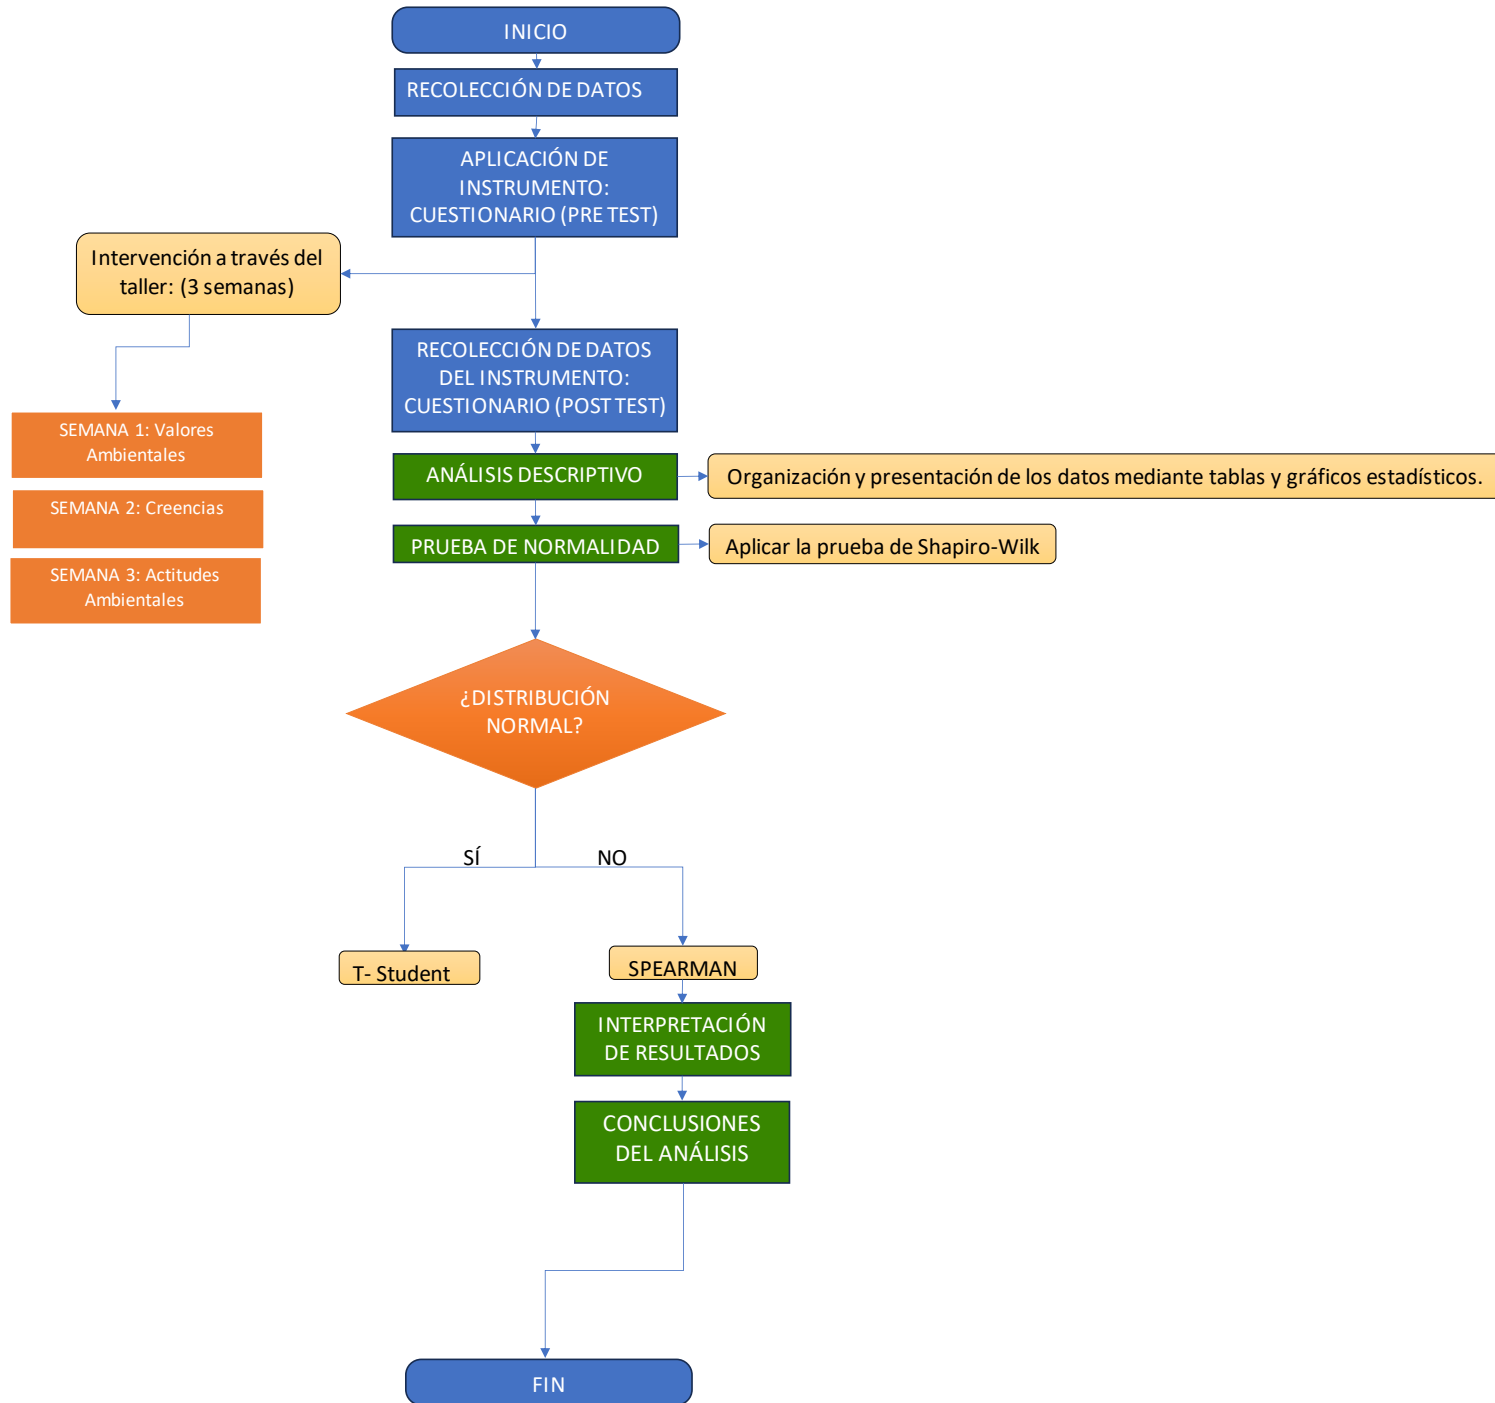 INICIO
RECOLECCIÓN DE DATOS
APLICACIÓN DE
INSTRUMENTO:
CUESTIONARIO (PRE TEST)
Intervención a través del
taller: (3 semanas)
RECOLECCIÓN DE DATOS
DEL INSTRUMENTO:
CUESTIONARIO (POST TEST)
SEMANA 1: Valores
Ambientales
SEMANA 2: Creencias
SEMANA 3: Actitudes
Ambientales
ANÁLISIS DESCRIPTIVO
Organización y presentación de los datos mediante tablas y gráficos estadísticos.
PRUEBA DE NORMALIDAD
Aplicar la prueba de Shapiro-Wilk
¿DISTRIBUCIÓN
NORMAL?
SÍ
NO
T- Student
SPEARMAN
INTERPRETACIÓN
DE RESULTADOS
CONCLUSIONES
DEL ANÁLISIS
FIN